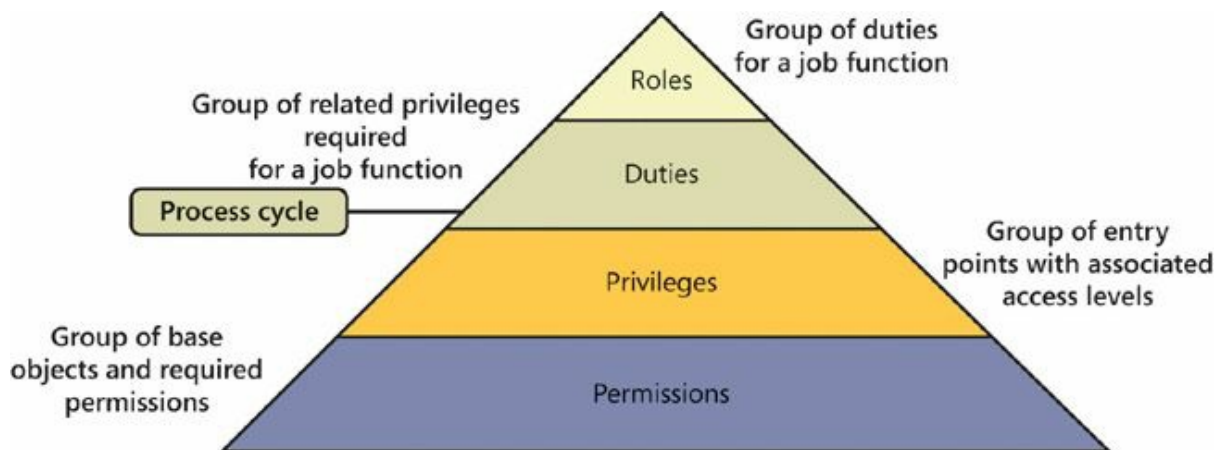 Group of duties
for a job function
Roles
Group of related privileges
required
for a job function
Duties
Process cycle
Group of entry
points with associated
access levels
Privileges
Group of base
objects and required
permissions
Permissions